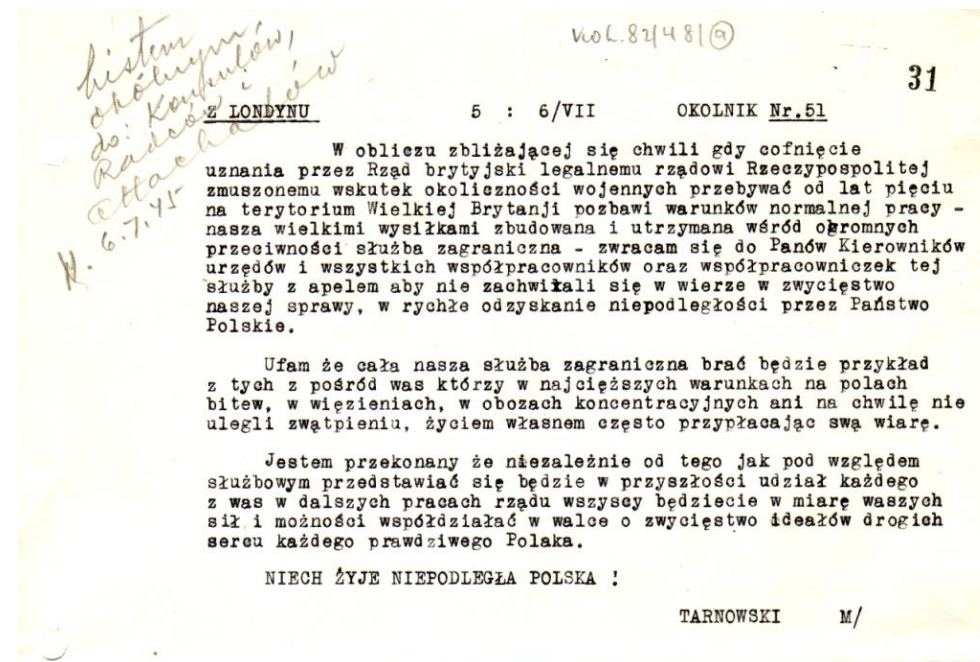 kol. 82/48/a
31
listem
okólnym
do: Konsulów,
Radców i
attachatów
N. 6.7.45
Z LONDYNU 5 : 6/VII OKOLNIK Nr.51
W obliczu zbliżającej się chwili gdy cofnięcie
uznania przez Rząd brytyjski legalnemu rządowi Rzeczypospolitej
zmuszonemu wskutek okoliczności wojennych przebywać od lat pięciu
na terytorium Wielkiej Brytanji pozbawi warunków normalnej pracy -
nasza wielkimi wysiłkami zbudowana i utrzymana wśród ogromnych
przeciwności służba zagraniczna - zwracam się do Panów Kierowników
urzędów i wszystkich współpracowników oraz współpracowniczek tej
służby z apelem aby nie zachwiali się w wierze w zwycięstwo
naszej sprawy, w rychłe odzyskanie niepodległości przez Państwo
Polskie.
Ufam że cała nasza służba zagraniczna brać będzie przykład
z tych z pośród was którzy w najcięższych warunkach na polach
bitew, w więzieniach, w obozach koncentracyjnych ani na chwilę nie
ulegli zwątpieniu, życiem własnem często przypłacając swą wiarę.
Jestem przekonany że niezależnie od tego jak pod względem
służbowym przedstawiać się będzie w przyszłości udział każdego
z was w dalszych pracach rządu wszyscy będziecie w miarę waszych
sił i możności współdziałać w walce o zwycięstwo ideałów drogich
sercu każdego prawdziwego Polaka.
NIECH ŻYJE NIEPODLEGŁA POLSKA !
TARNOWSKI M/